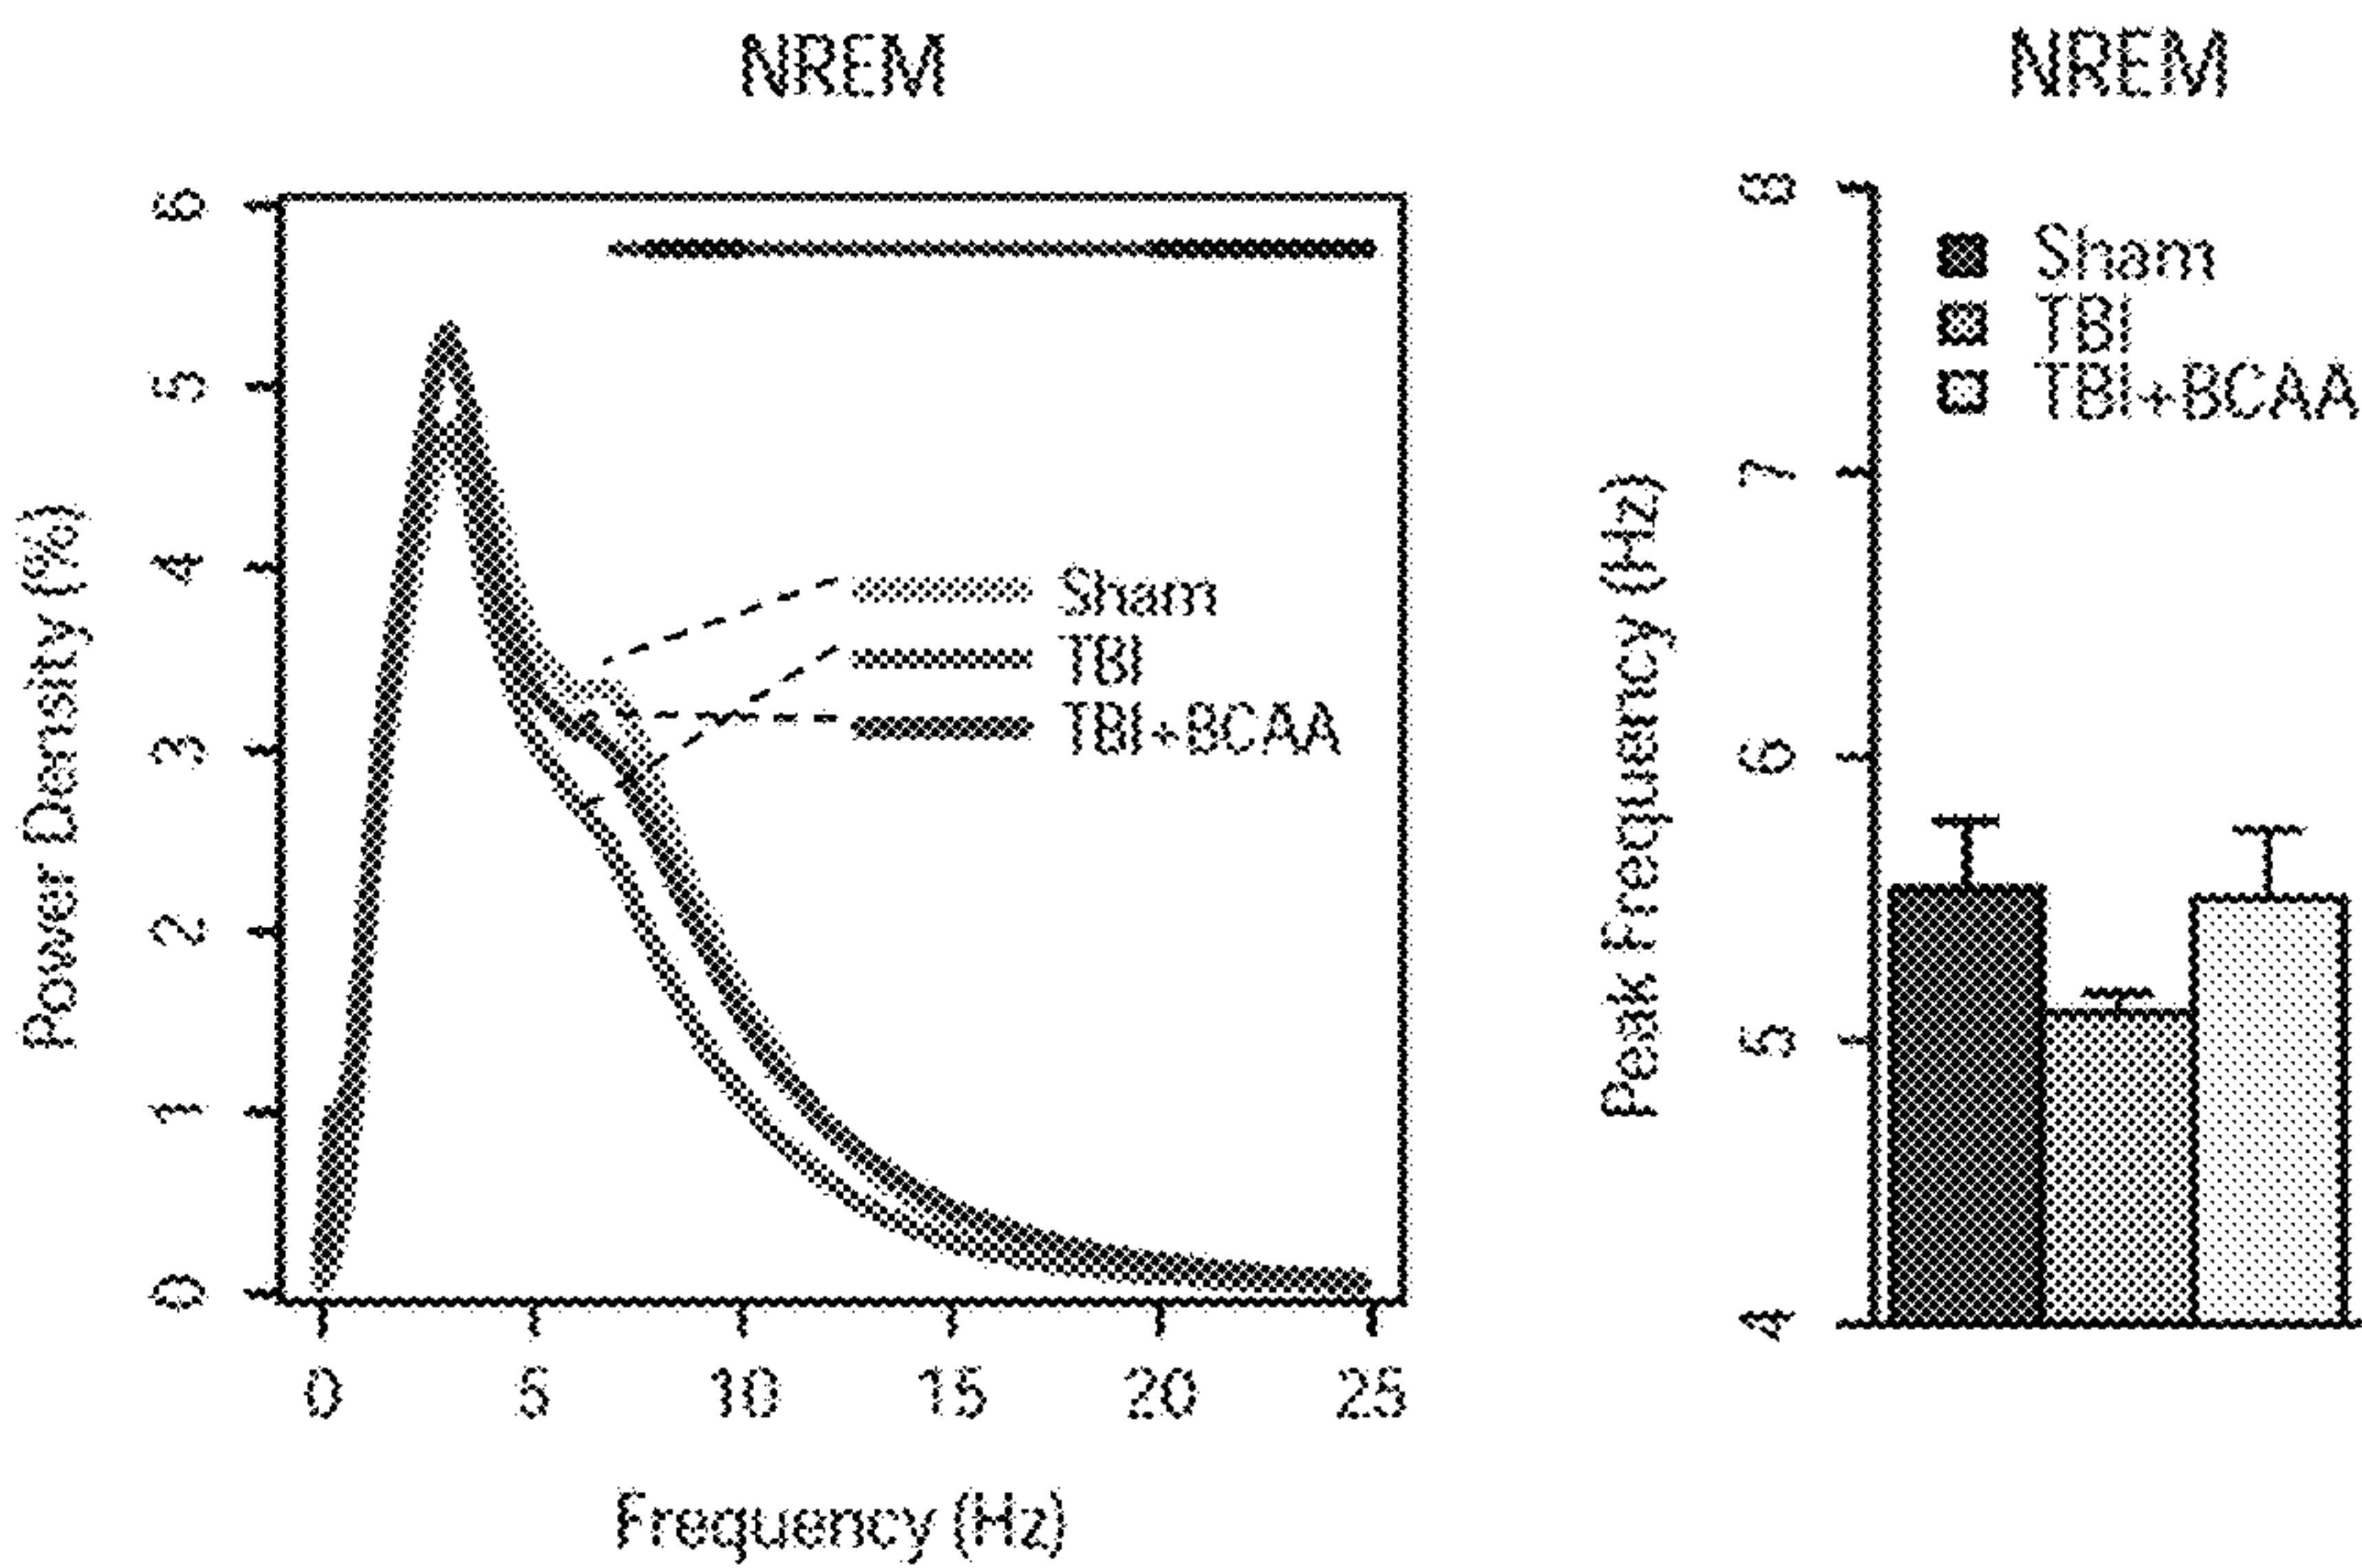 NREM
6
5
4
3
2
1
0
Power Density (%)
Sham
TBI
TBI+BCAA
0 5 10 15 20 25
Frequency (Hz)
NREM
8
7
6
5
4
Peak Frequency (Hz)
Sham
TBI
TBI+BCAA